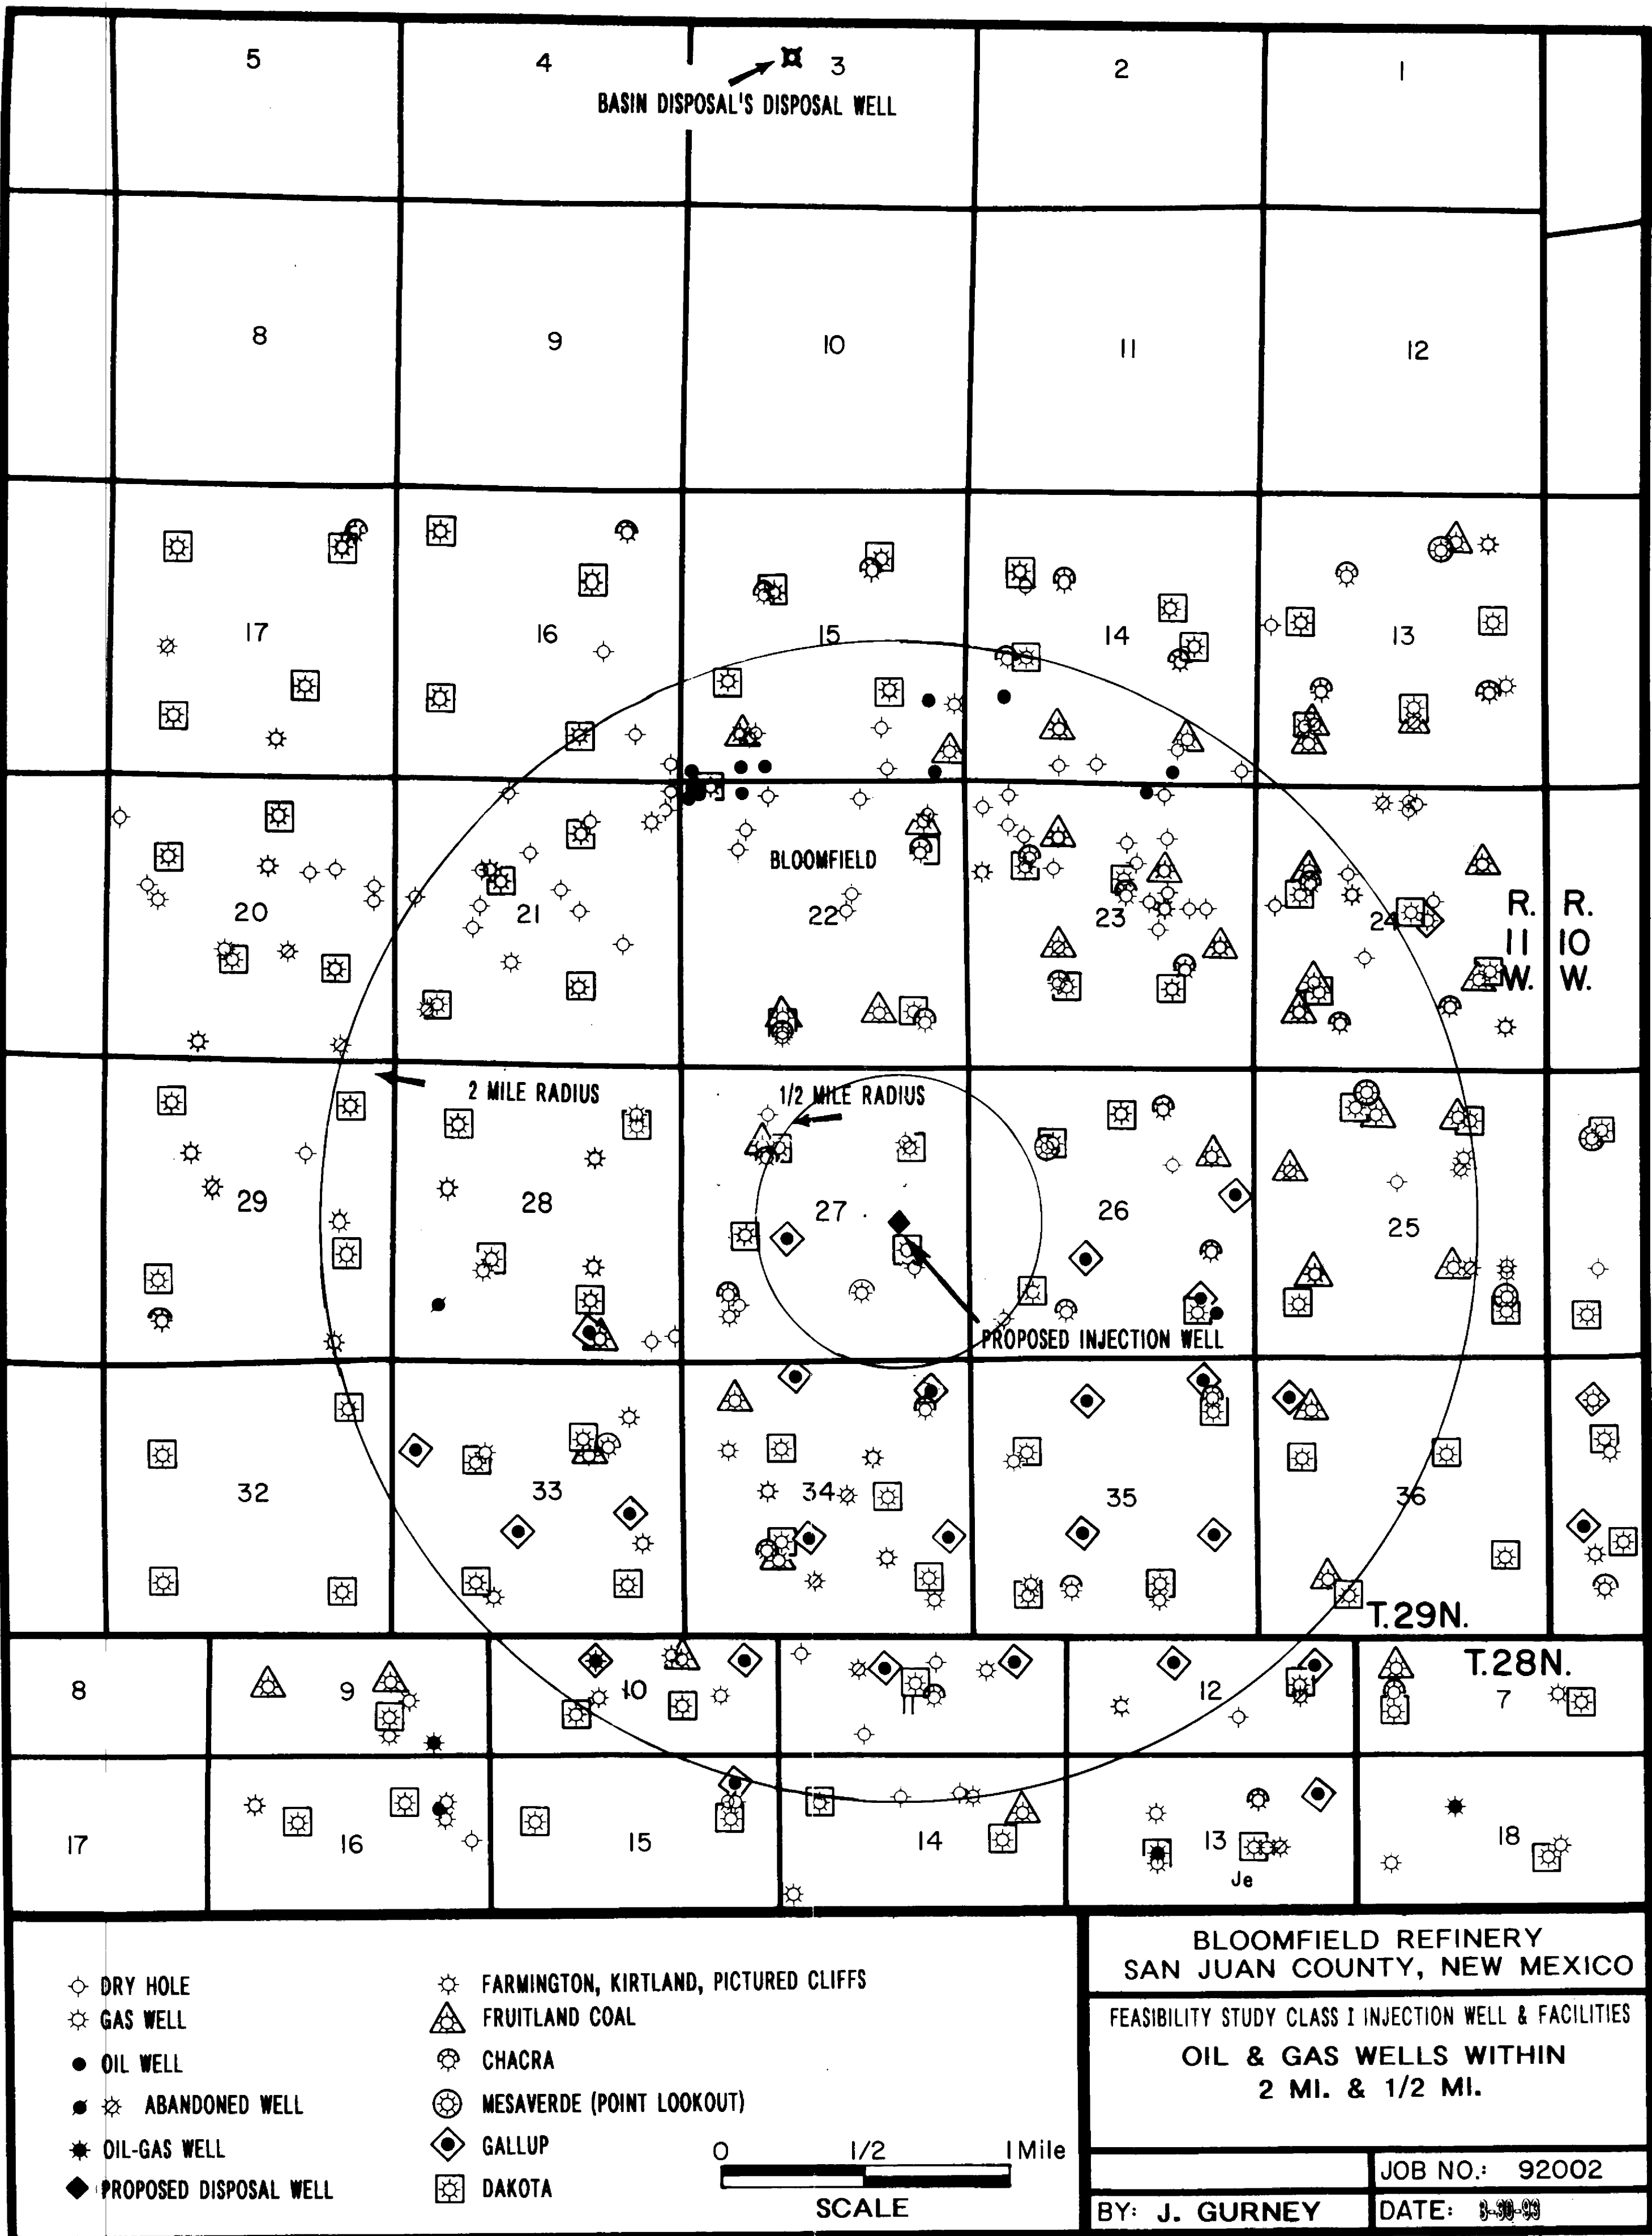 5
4
3
2
1
BASIN DISPOSAL'S DISPOSAL WELL
8
9
10
11
12
17
16
15
14
13
BLOOMFIELD
20
21
22
23
24
R. R.
11 10
W. W.
2 MILE RADIUS
1/2 MILE RADIUS
29
28
27
26
25
PROPOSED INJECTION WELL
32
33
34
35
36
T.29N.
T.28N.
8
9
10
11
12
7
17
16
15
14
13
18
Je
DRY HOLE
GAS WELL
OIL WELL
ABANDONED WELL
OIL-GAS WELL
PROPOSED DISPOSAL WELL
FARMINGTON, KIRTLAND, PICTURED CLIFFS
FRUITLAND COAL
CHACRA
MESAVERDE (POINT LOOKOUT)
GALLUP
DAKOTA
0 1/2 1 Mile
SCALE
BLOOMFIELD REFINERY
SAN JUAN COUNTY, NEW MEXICO
FEASIBILITY STUDY CLASS I INJECTION WELL & FACILITIES
OIL & GAS WELLS WITHIN
2 MI. & 1/2 MI.
JOB NO.: 92002
BY: J. GURNEY
DATE: 3-30-93